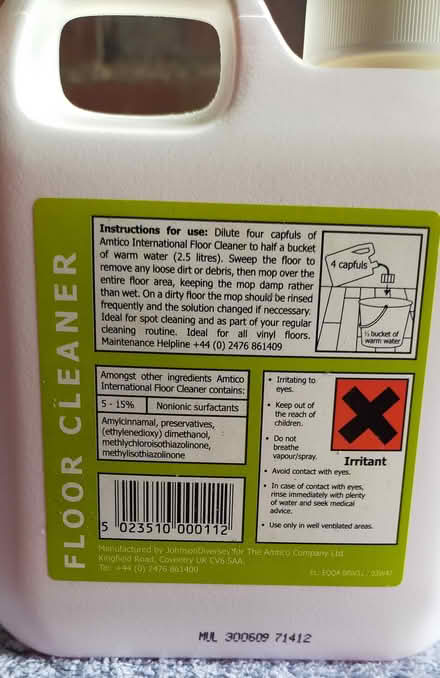 FLOOR CLEANER
Instructions for use: Dilute four capfuls of
Amtico International Floor Cleaner to half a bucket
of warm water (2.5 litres). Sweep the floor to
remove any loose dirt or debris, then mop over the
entire floor area, keeping the mop damp rather
than wet. On a dirty floor the mop should be rinsed
frequently and the solution changed if neccessary.
Ideal for spot cleaning and as part of your regular
cleaning routine. Ideal for all vinyl floors.
Maintenance Helpline +44 (0) 2476 861409
4 capfuls
½ bucket of
warm water
Amongst other ingredients Amtico
International Floor Cleaner contains:
5 - 15% Nonionic surfactants
Amylcinnamal, preservatives,
(ethylenedioxy) dimethanol,
methlychloroisothiazolinone,
methylisothiazolinone
• Irritating to
eyes.
• Keep out of
the reach of
children.
• Do not
breathe
vapour/spray.
Irritant
• Avoid contact with eyes.
• In case of contact with eyes,
rinse immediately with plenty
of water and seek medical
advice.
• Use only in well ventilated areas.
5 023510 000112
Manufactured by JohnsonDiversey for The Amtico Company Ltd
Kingfield Road, Coventry UK CV6 5AA.
Tel: +44 (0) 2476 861400
MUL 300609 71412